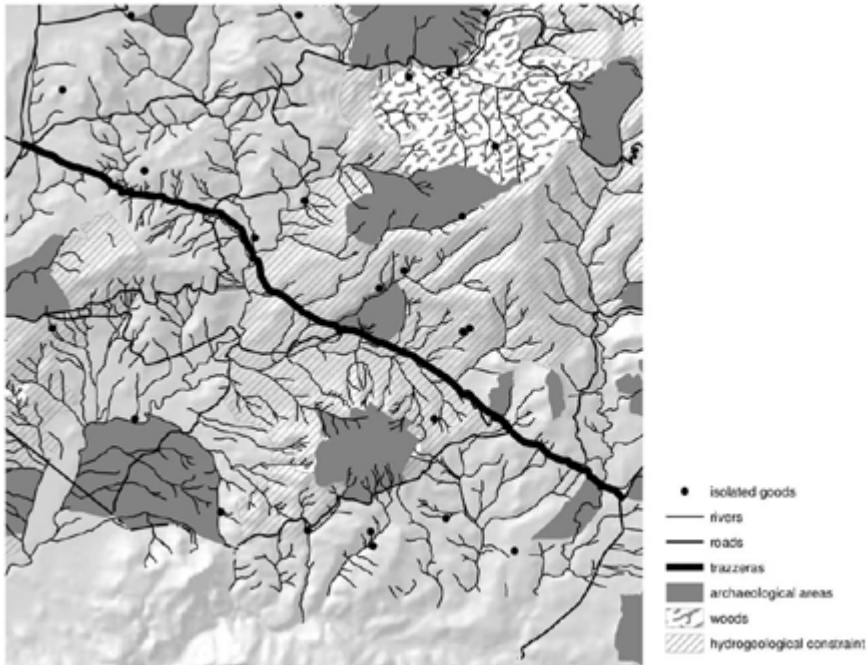 isolated goods
rivers
roads
trazzeras
archaeological areas
woods
hydrogeological constraint